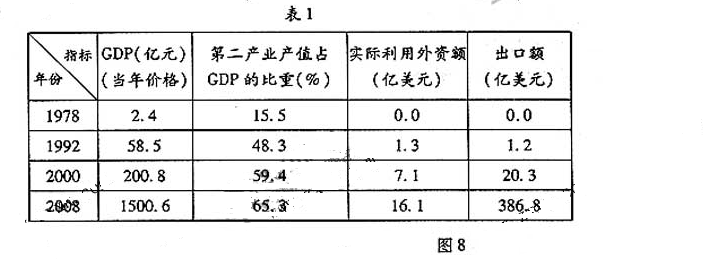 表1
指标 GDP(亿元) 第二产业产值占 实际利用外资额 出口额
年份 (当年价格) GDP的比重(%) (亿美元) (亿美元)
1978 2.4 15.5 0.0 0.0
1992 58.5 48.3 1.3 1.2
2000 200.8 59.4 7.1 20.3
2008 1500.6 65.3 16.1 386.8
图8